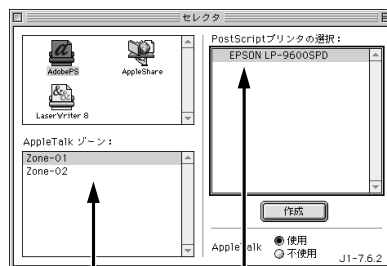 セレクタ
AdobePS
AppleShare
LaserWriter 8
AppleTalk ゾーン：
Zone-01
Zone-02
PostScriptプリンタの選択：
EPSON LP-9600SPD
作成
AppleTalk
使用
不使用
J1-7.6.2